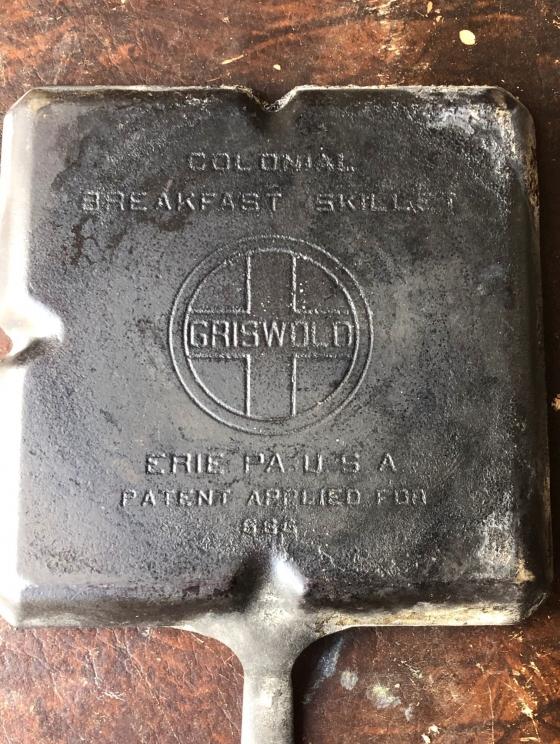 COLONIAL
BREAKFAST SKILLET
GRISWOLD
ERIE PA U S A
PATENT APPLIED FOR
666